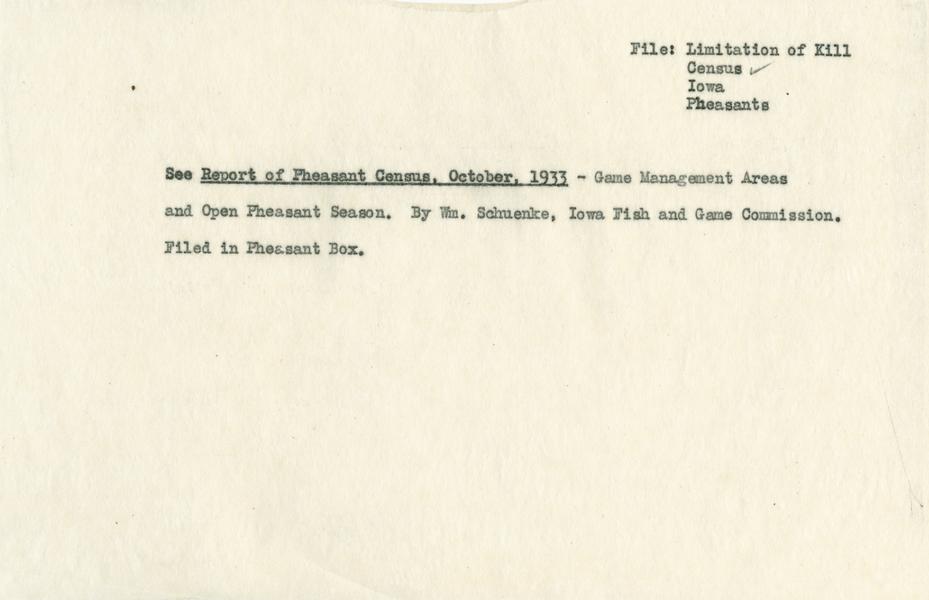 File: Limitation of Kill
Census ✓
Iowa
Pheasants
See Report of Pheasant Census, October, 1933 - Game Management Areas
and Open Pheasant Season. By Wm. Schuenke, Iowa Fish and Game Commission.
Filed in Pheasant Box.